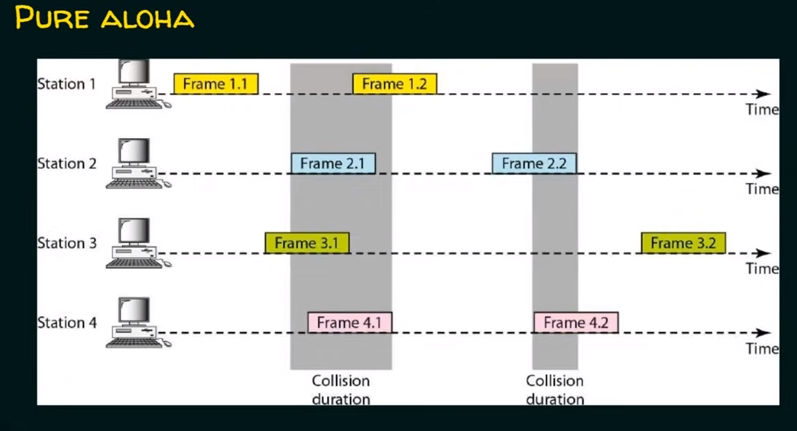 PURE ALOHA
Station 1
Frame 1.1
Frame 1.2
Time
Station 2
Frame 2.1
Frame 2.2
Time
Station 3
Frame 3.1
Frame 3.2
Time
Station 4
Frame 4.1
Frame 4.2
Time
Collision
duration
Collision
duration